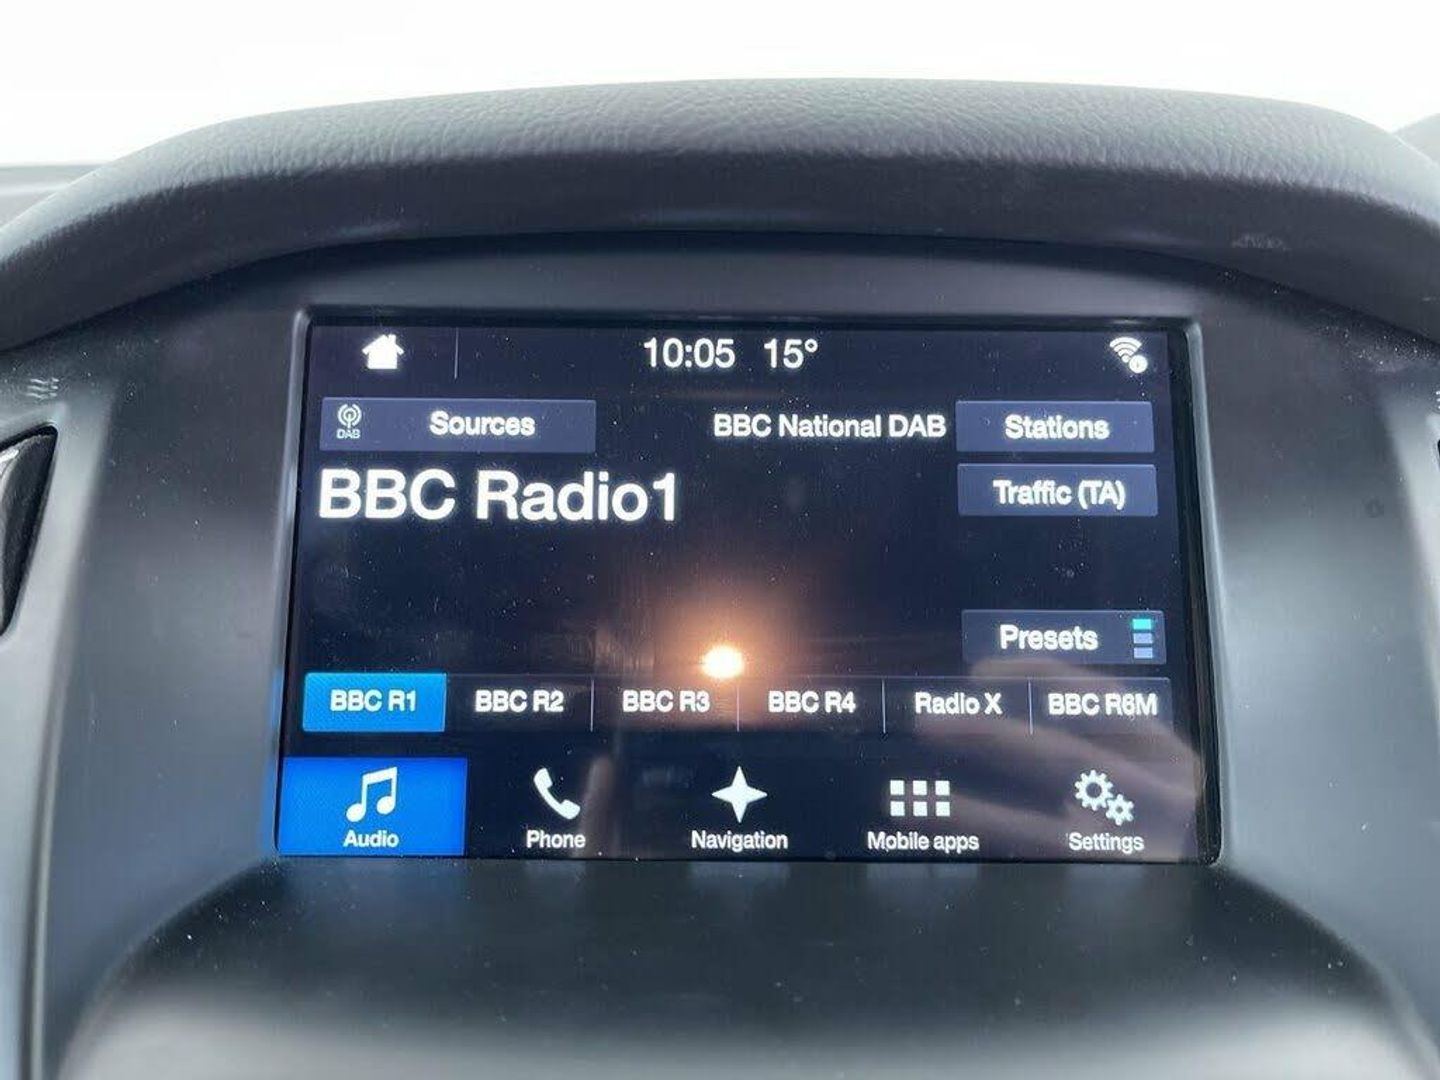 10:05 15°
DAB Sources BBC National DAB Stations
BBC Radio1
Traffic (TA)
Presets
BBC R1 BBC R2 BBC R3 BBC R4 Radio X BBC R6M
Audio Phone Navigation Mobile apps Settings